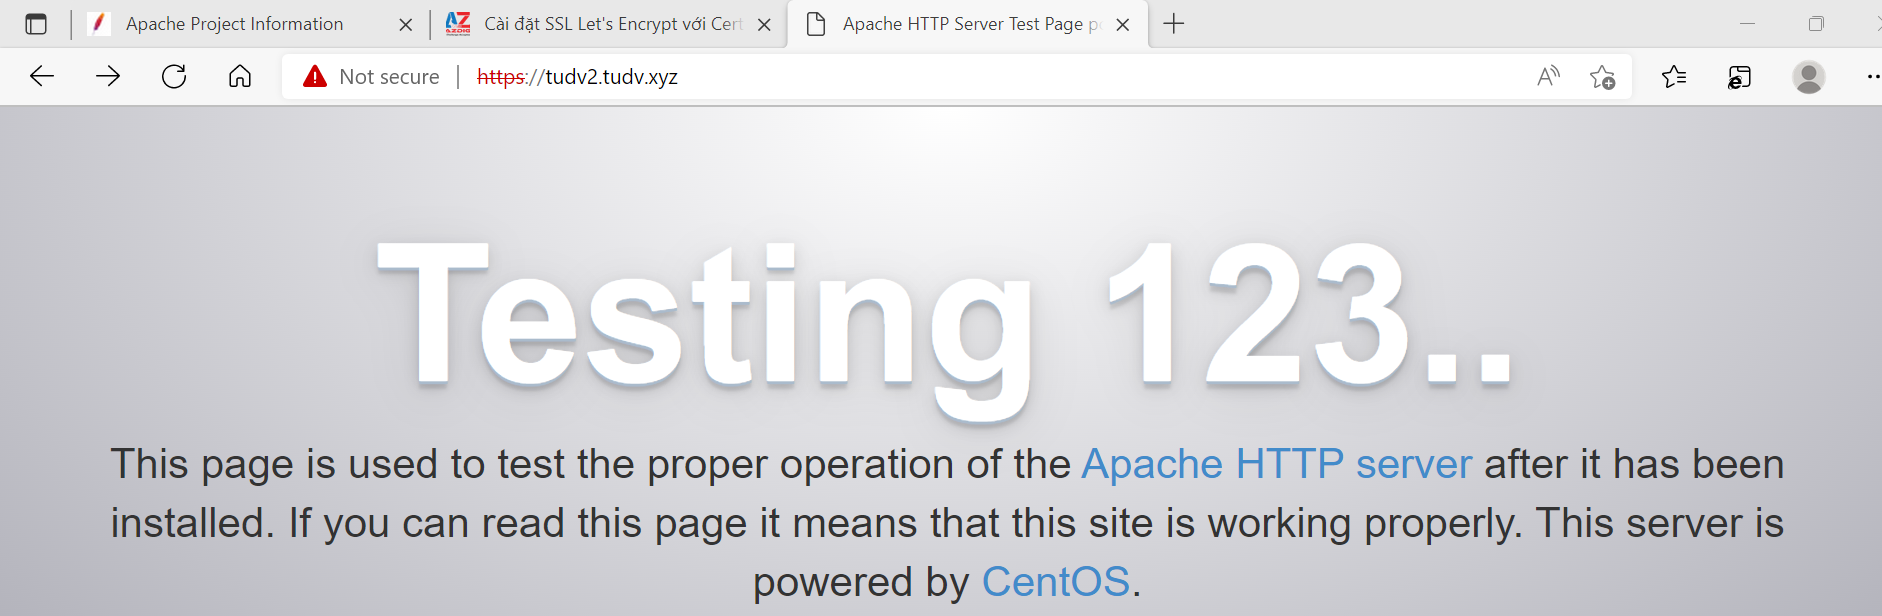 Apache Project Information
Cài đặt SSL Let's Encrypt với Cert
Apache HTTP Server Test Page po
Not secure | https://tudv2.tudv.xyz
Testing 123..
This page is used to test the proper operation of the Apache HTTP server after it has been
installed. If you can read this page it means that this site is working properly. This server is
powered by CentOS.